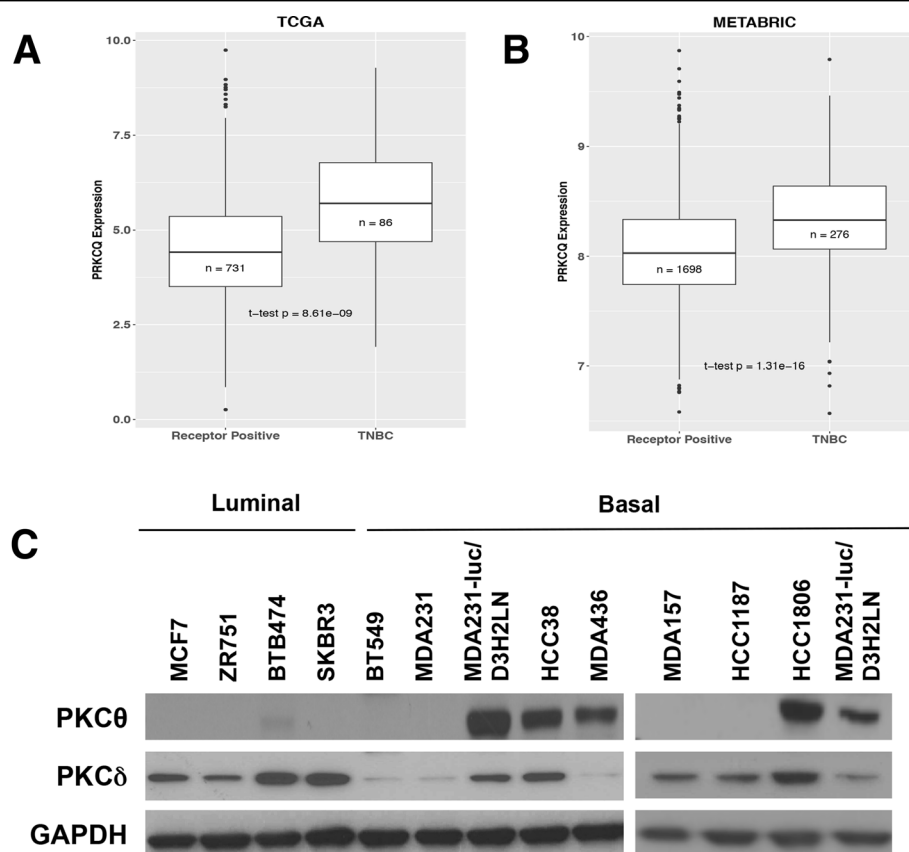 A
TCGA
PRKCQ Expression
10.0
7.5
5.0
2.5
0.0
n = 731
n = 86
t−test p = 8.61e−09
Receptor Positive
TNBC
B
METABRIC
PRKCQ Expression
10
9
8
7
n = 1698
n = 276
t−test p = 1.31e−16
Receptor Positive
TNBC
C
Luminal
Basal
MCF7
ZR751
BTB474
SKBR3
BT549
MDA231
MDA231-luc/
D3H2LN
HCC38
MDA436
MDA157
HCC1187
HCC1806
MDA231-luc/
D3H2LN
PKCθ
PKCδ
GAPDH